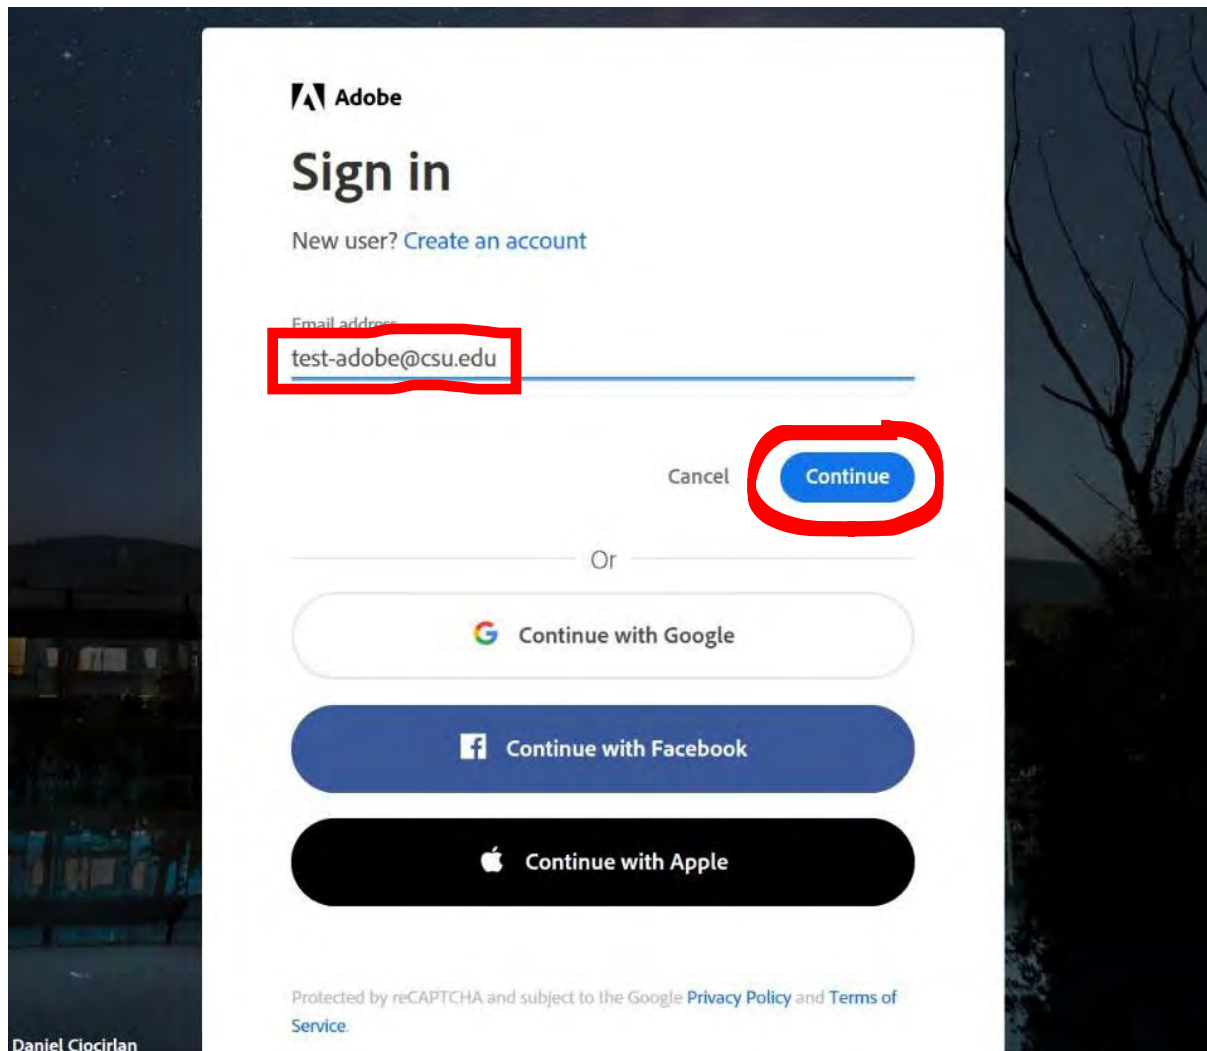 Adobe
Sign in
New user? Create an account
Email address
test-adobe@csu.edu
Cancel
Continue
Or
Continue with Google
Continue with Facebook
Continue with Apple
Protected by reCAPTCHA and subject to the Google Privacy Policy and Terms of
Service.
Daniel Ciocirlan